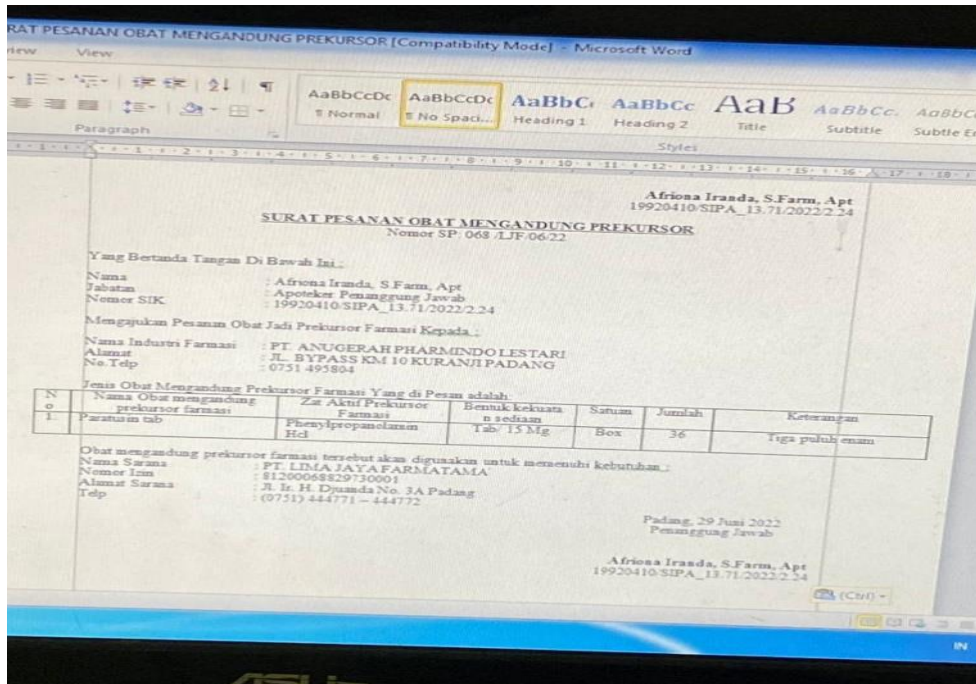 RAT PESANAN OBAT MENGANDUNG PREKURSOR [Compatibility Mode] - Microsoft Word
View
AaBbCcDc AaBbCcDc AaBbC AaBbCc AaB AaBbCc. AaBbC
¶ Normal ¶ No Spaci... Heading 1 Heading 2 Title Subtitle Subtle E
Paragraph
Styles
Afriona Iranda, S.Farm, Apt
19920410/SIPA_13.71/2022/2.24
SURAT PESANAN OBAT MENGANDUNG PREKURSOR
Nomor SP: 068 /LJF/06/22
Yang Bertanda Tangan Di Bawah Ini :
Nama : Afriona Iranda, S.Farm, Apt
Jabatan : Apoteker Penanggung Jawab
Nomor SIK : 19920410/SIPA_13.71/2022/2.24
Mengajukan Pesanan Obat Jadi Prekursor Farmasi Kepada :
Nama Industri Farmasi : PT. ANUGERAH PHARMINDO LESTARI
Alamat : JL. BYPASS KM 10 KURANJI PADANG
No.Telp : 0751 495804
Jenis Obat Mengandung Prekursor Farmasi Yang di Pesan adalah:
N Nama Obat mengandung Zat Aktif Prekursor Bentuk kekuata Satuan Jumlah Keterangan
o prekursor farmasi Farmasi n sediaan
1. Paratusin tab Phenylpropanolamin Tab/ 15 Mg Box 36 Tiga puluh enam
Hcl
Obat mengandung prekursor farmasi tersebut akan digunakan untuk memenuhi kebutuhan :
Nama Sarana : PT. LIMA JAYA FARMATAMA
Nomor Izin : 81200068829730001
Alamat Sarana : Jl. Ir. H. Djuanda No. 3A Padang
Telp : (0751) 444771 – 444772
Padang, 29 Juni 2022
Penanggung Jawab
Afriona Iranda, S.Farm, Apt
19920410/SIPA_13.71/2022/2.24
(Ctrl)
IN